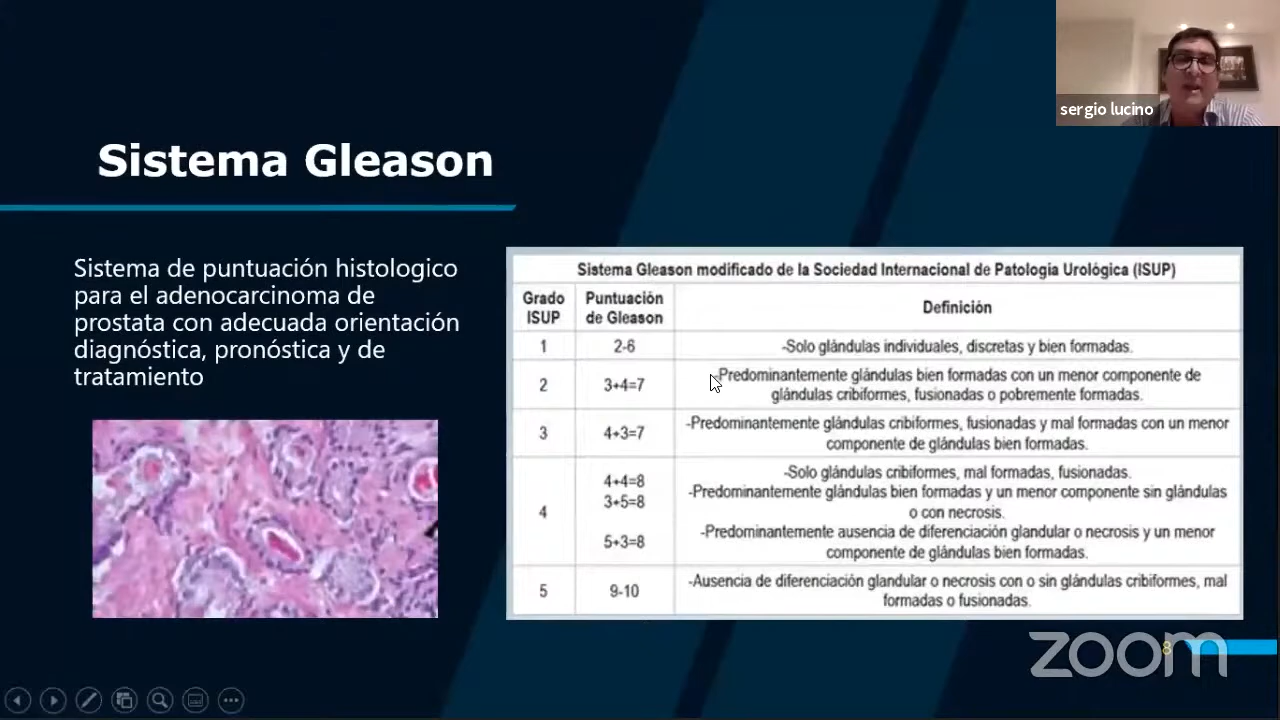 sergio lucino
Sistema Gleason
Sistema de puntuación histologico
para el adenocarcinoma de
prostata con adecuada orientación
diagnóstica, pronóstica y de
tratamiento
Sistema Gleason modificado de la Sociedad Internacional de Patología Urológica (ISUP)
Grado
ISUP
Puntuación
de Gleason
Definición
1
2-6
-Solo glándulas individuales, discretas y bien formadas.
2
3+4=7
-Predominantemente glándulas bien formadas con un menor componente de
glándulas cribiformes, fusionadas o pobremente formadas.
3
4+3=7
-Predominantemente glándulas cribiformes, fusionadas y mal formadas con un menor
componente de glándulas bien formadas.
4
4+4=8
3+5=8
5+3=8
-Solo glándulas cribiformes, mal formadas, fusionadas.
-Predominantemente glándulas bien formadas y un menor componente sin glándulas
o con necrosis.
-Predominantemente ausencia de diferenciación glandular o necrosis y un menor
componente de glándulas bien formadas.
5
9-10
-Ausencia de diferenciación glandular o necrosis con o sin glándulas cribiformes, mal
formadas o fusionadas.
8
zoom